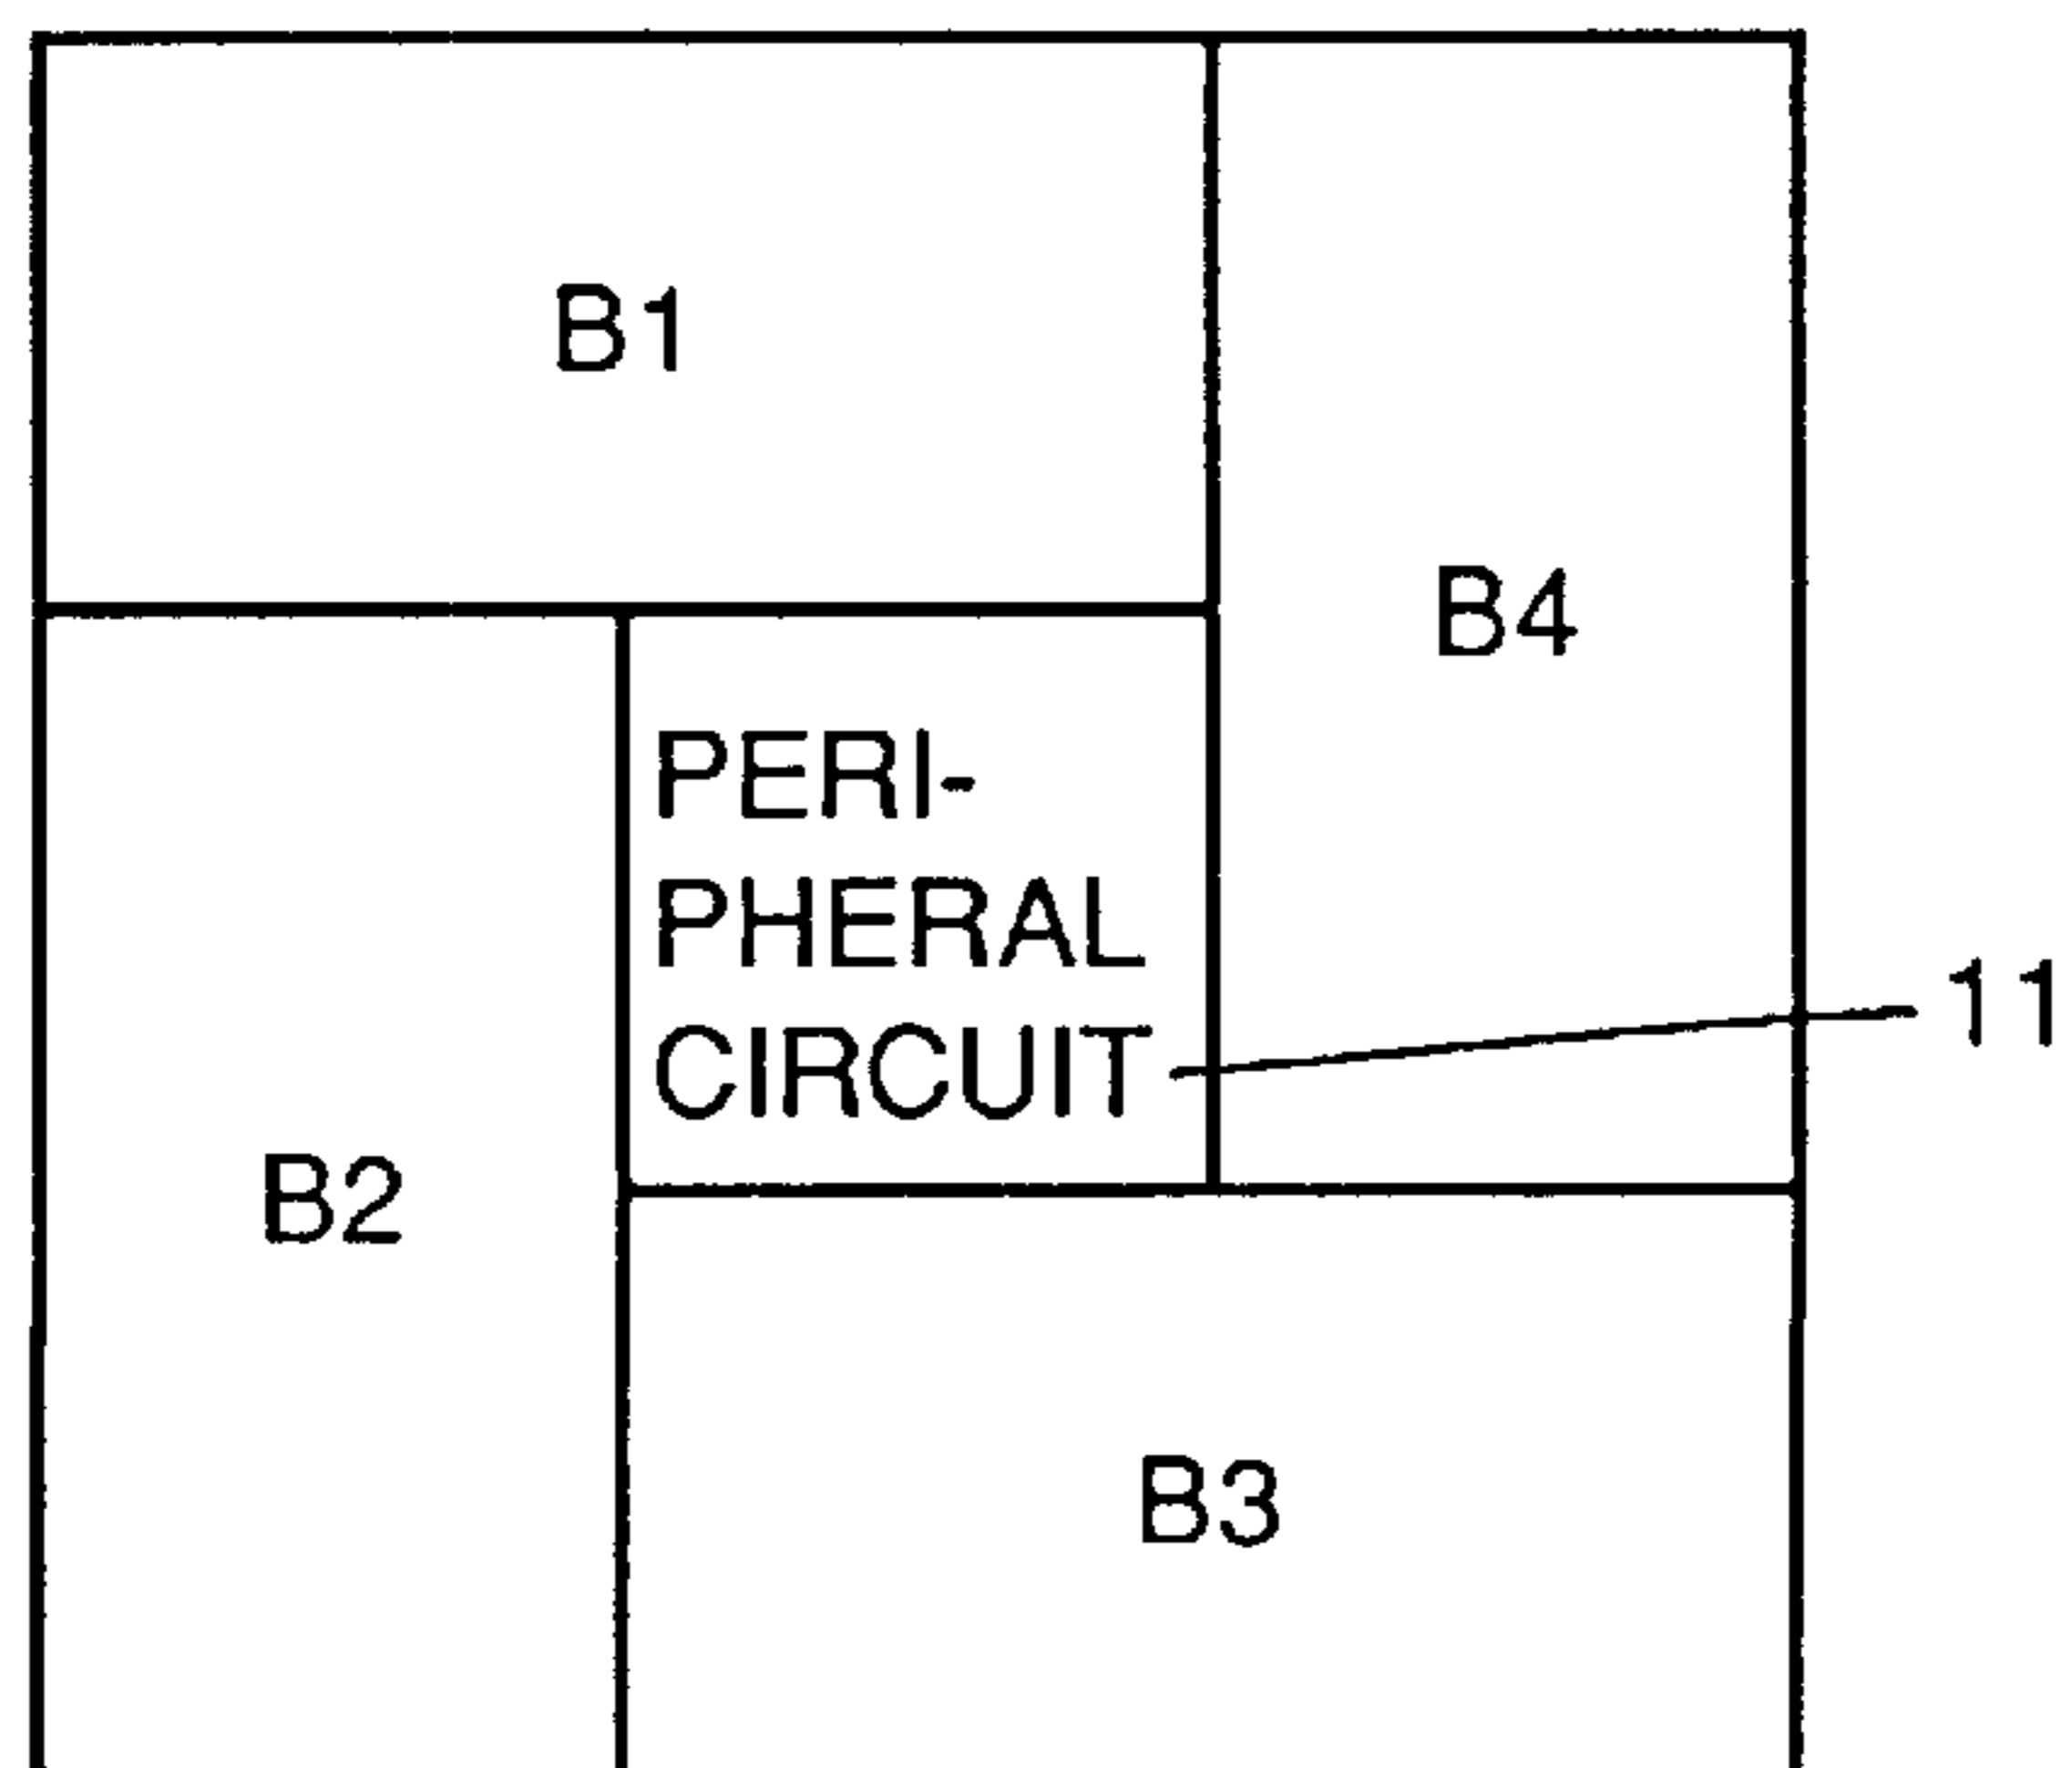 B1
B4
PERI-
PHERAL
CIRCUIT
11
B2
B3